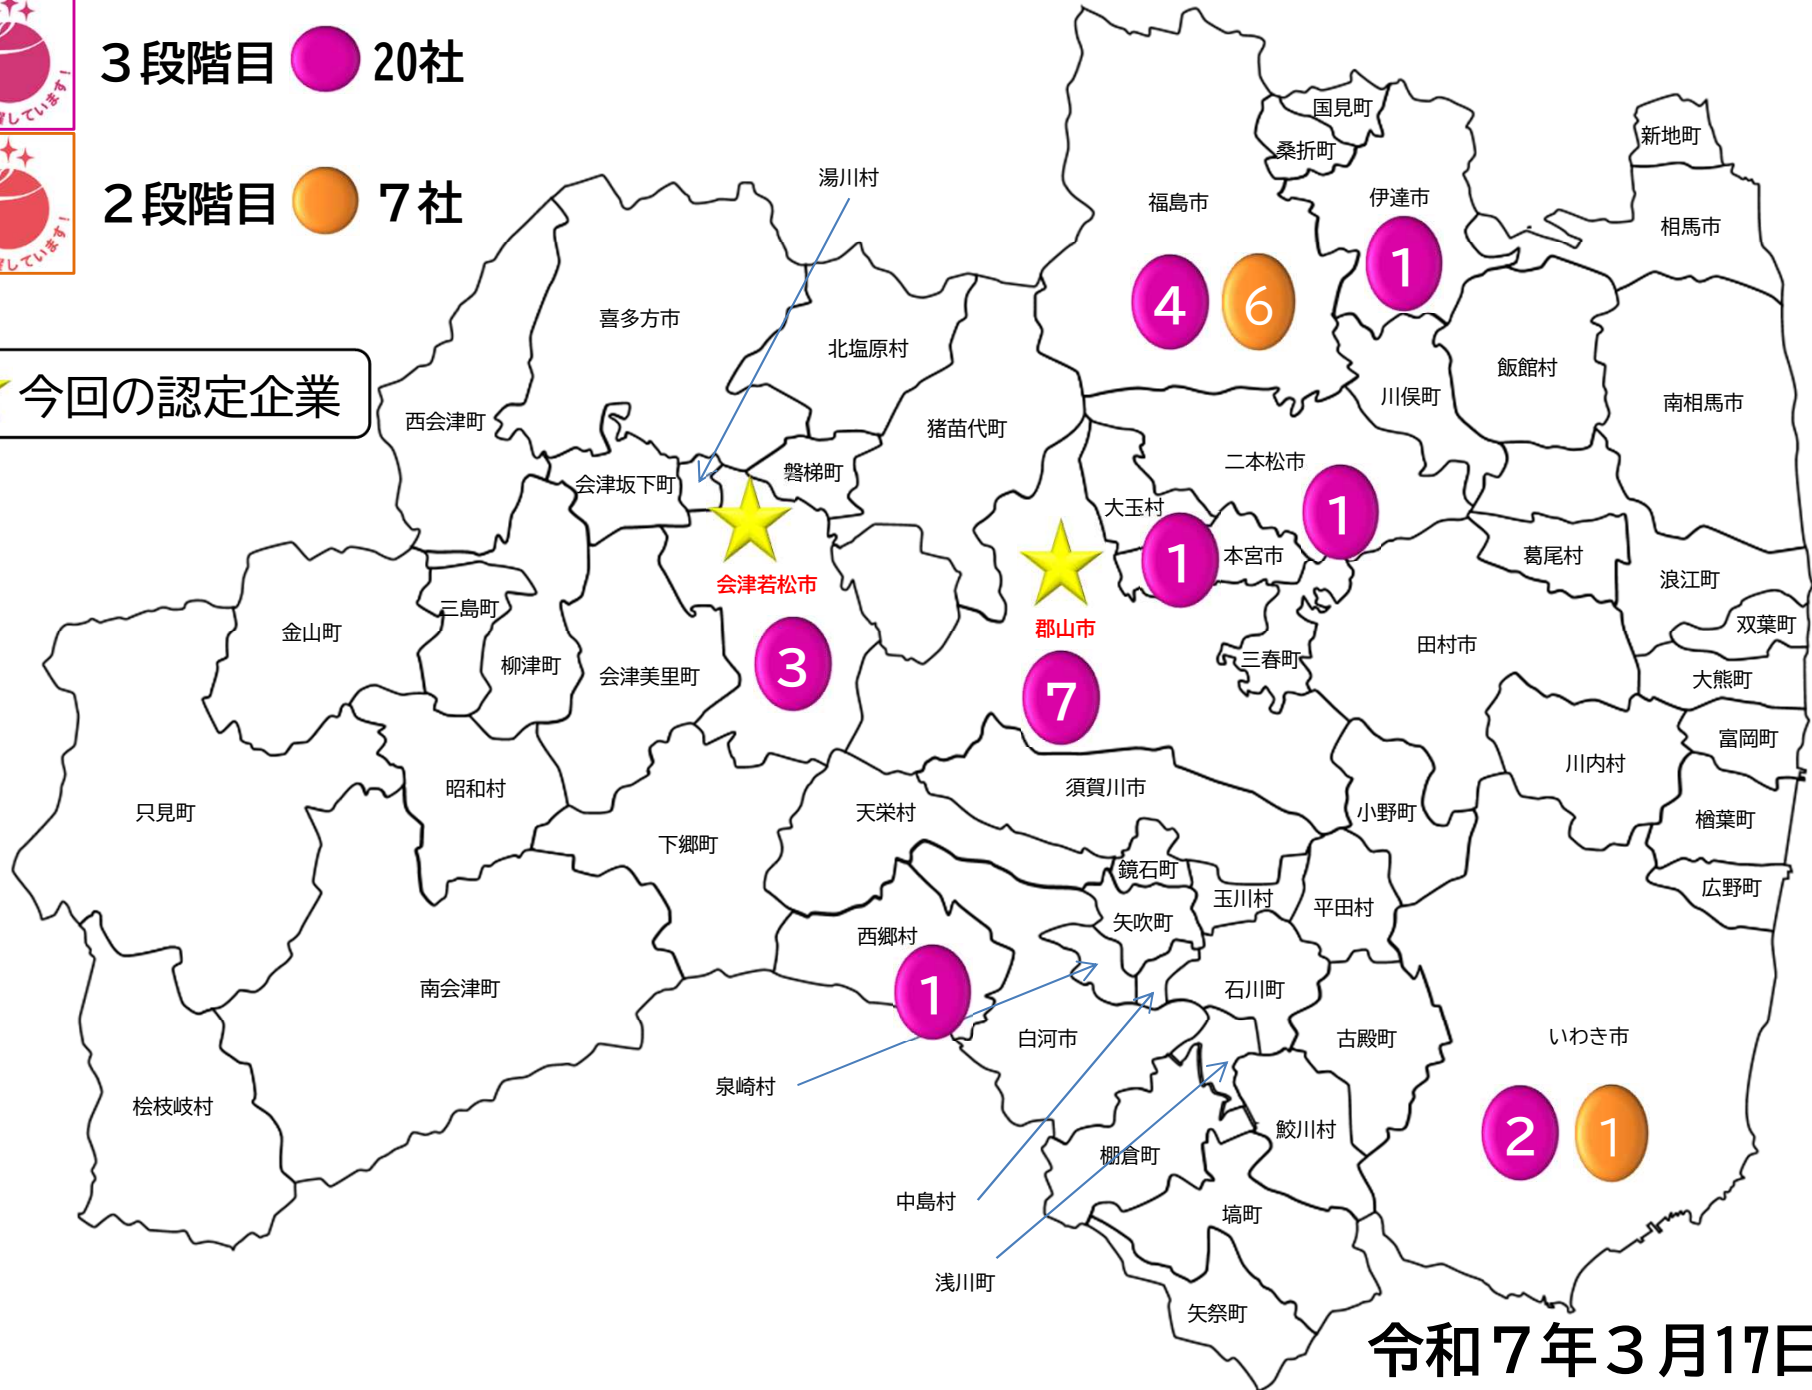 ３段階目 20社
しています！
２段階目 ７社
しています！
今回の認定企業
国見町
新地町
桑折町
湯川村
福島市
伊達市
相馬市
1
4
6
喜多方市
北塩原村
飯館村
川俣町
南相馬市
西会津町
猪苗代町
二本松市
磐梯町
会津坂下町
大玉村
1
1
本宮市
葛尾村
浪江町
会津若松市
三島町
双葉町
郡山市
金山町
田村市
三春町
柳津町
会津美里町
3
大熊町
7
富岡町
川内村
須賀川市
昭和村
只見町
天栄村
小野町
楢葉町
下郷町
鏡石町
広野町
玉川村
平田村
矢吹町
西郷村
1
南会津町
石川町
白河市
古殿町
いわき市
泉崎村
桧枝岐村
鮫川村
2
1
棚倉町
中島村
塙町
浅川町
矢祭町
令和７年３月17日